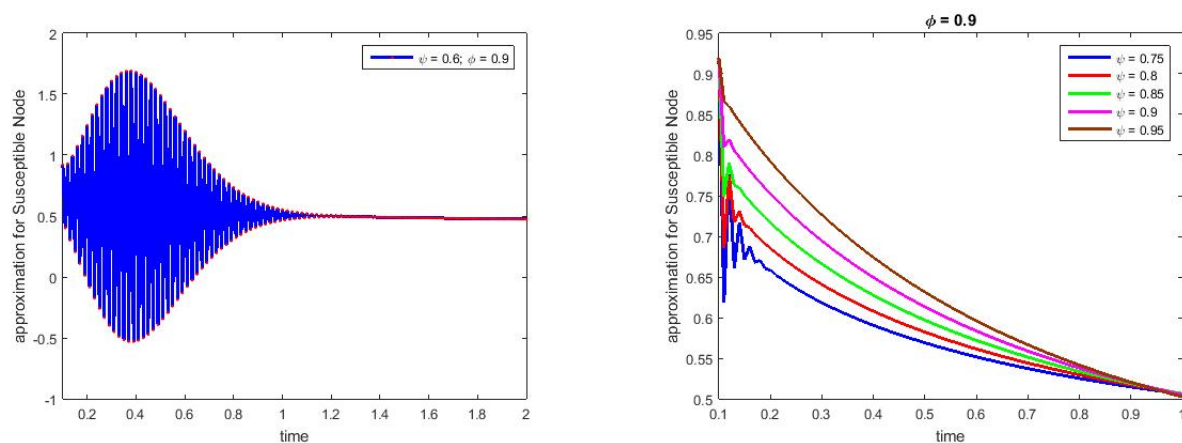 2
1.5
1
0.5
0
-0.5
-1
0.2 0.4 0.6 0.8 1 1.2 1.4 1.6 1.8 2
time
approximation for Susceptible Node
ψ = 0.6; ϕ = 0.9
ϕ = 0.9
0.95
0.9
0.85
0.8
0.75
0.7
0.65
0.6
0.55
0.5
0.1 0.2 0.3 0.4 0.5 0.6 0.7 0.8 0.9 1
time
approximation for Susceptible Node
ψ = 0.75
ψ = 0.8
ψ = 0.85
ψ = 0.9
ψ = 0.95